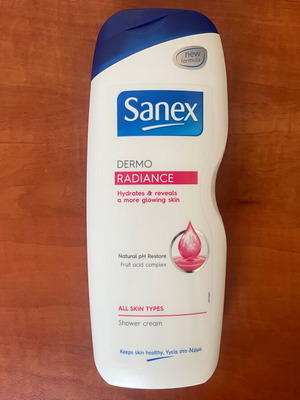 new
formula
Sanex
DERMO
RADIANCE
Hydrates & reveals
a more glowing skin
Natural pH Restore
Fruit acid complex
ALL SKIN TYPES
Shower cream
Keeps skin healthy, Υγεία στο δέρμα